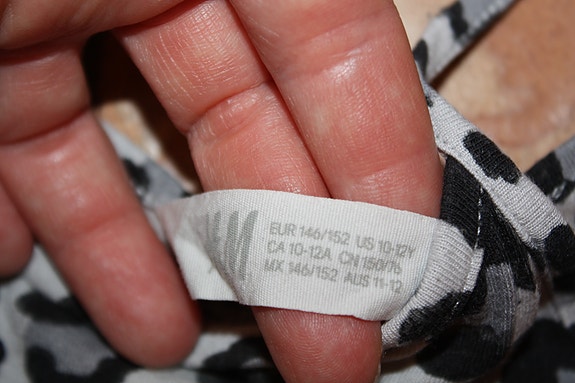 H&M
EUR 146/152 US 10-12Y
CA 10-12A CN 150/76
MX 146/152 AUS 11-12